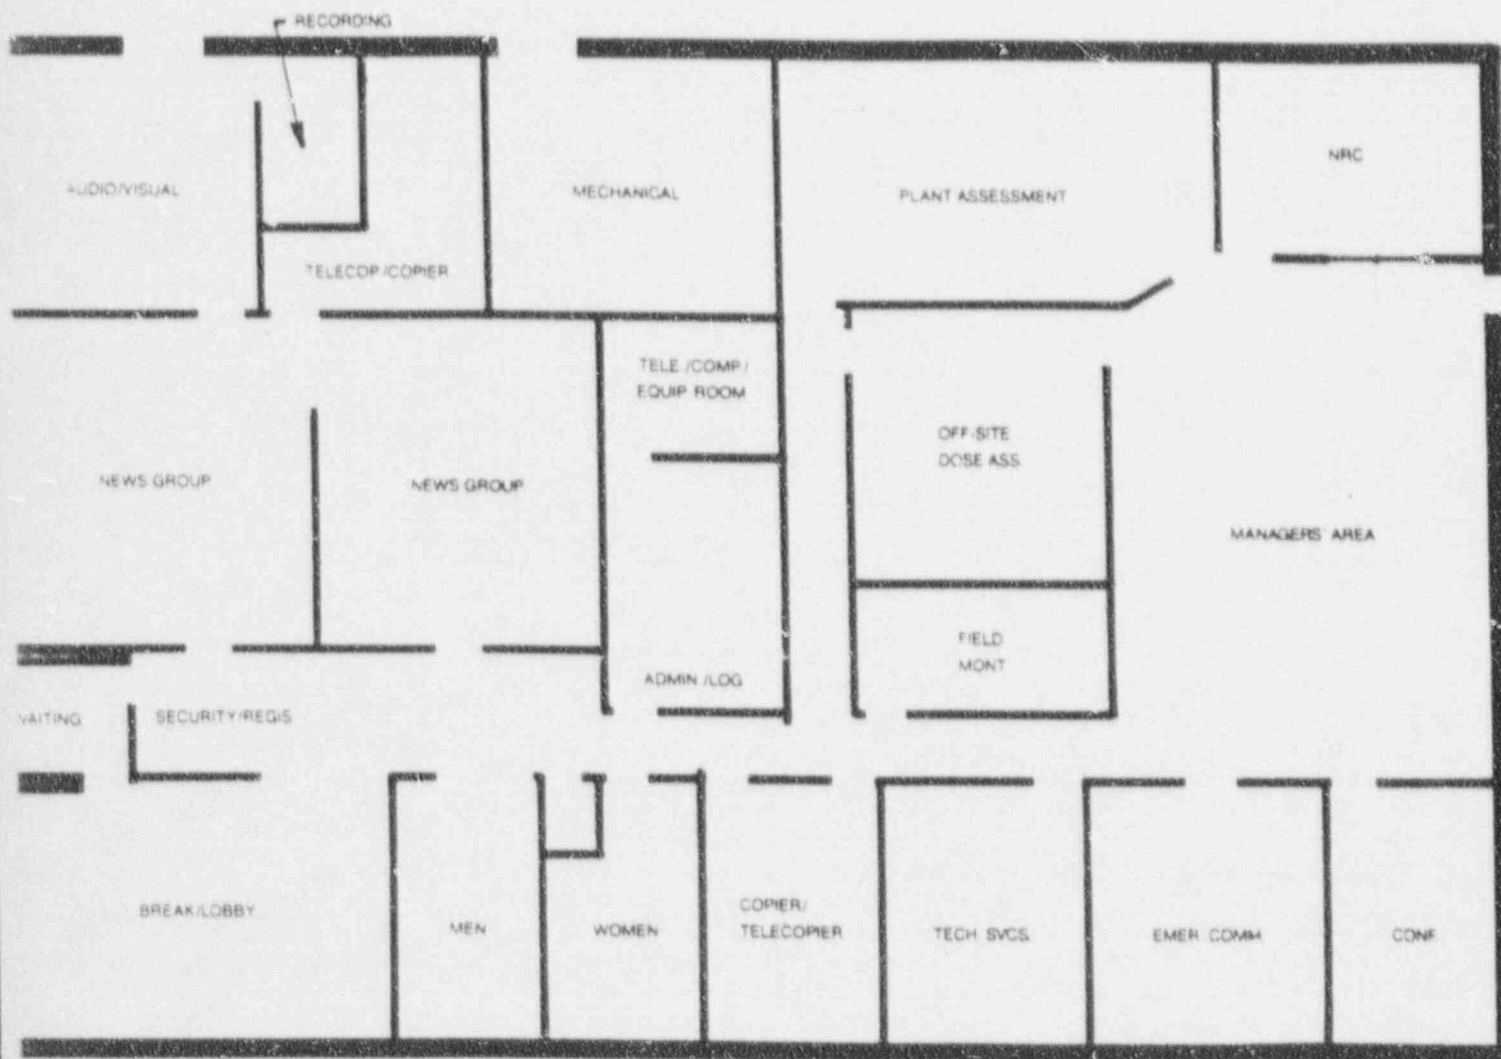 RECORDING
AUDIO/VISUAL
MECHANICAL
PLANT ASSESSMENT
NRC
TELECOP/COPIER
TELE./COMP/
EQUIP ROOM
NEWS GROUP
NEWS GROUP
OFF-SITE
DOSE ASS.
MANAGERS' AREA
FIELD
MONT
ADMIN/LOG
WAITING
SECURITY/REGIS
BREAK/LOBBY
MEN
WOMEN
COPIER/
TELECOPIER
TECH SVCS.
EMER COMM
CONF.